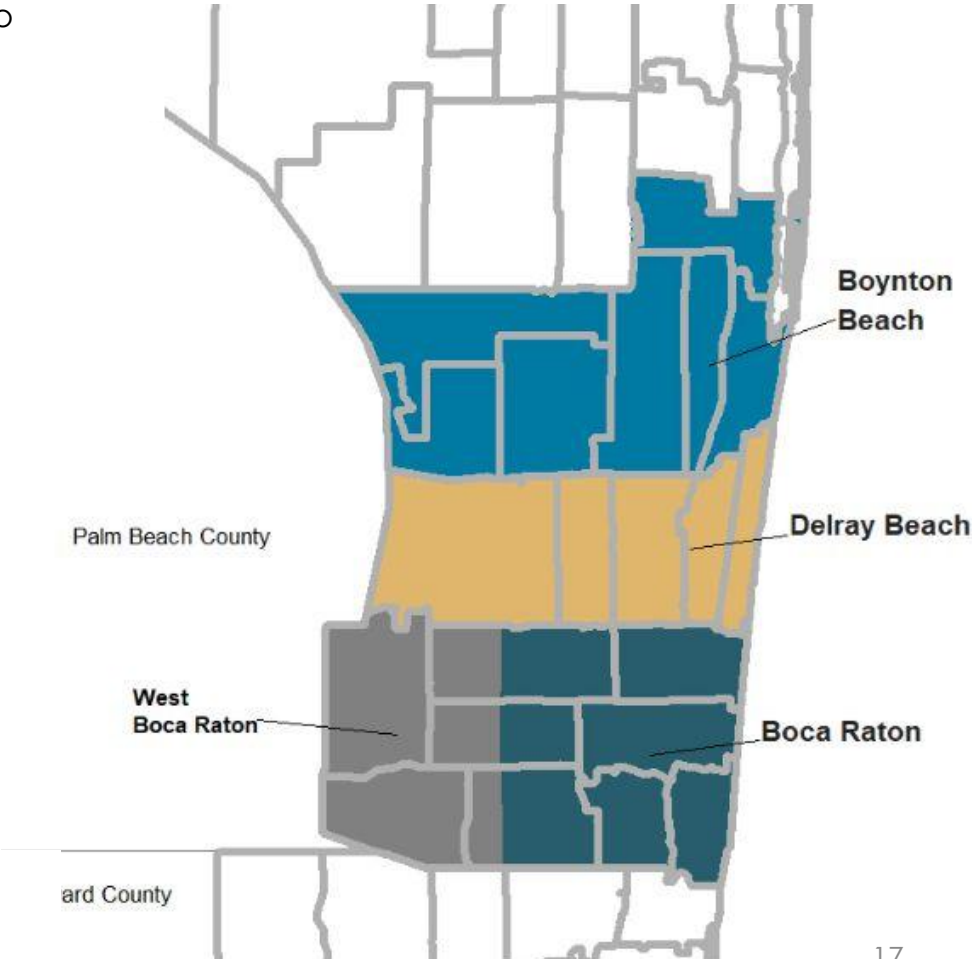 o
Boynton
Beach
Palm Beach County
Delray Beach
West
Boca Raton
Boca Raton
ard County
17